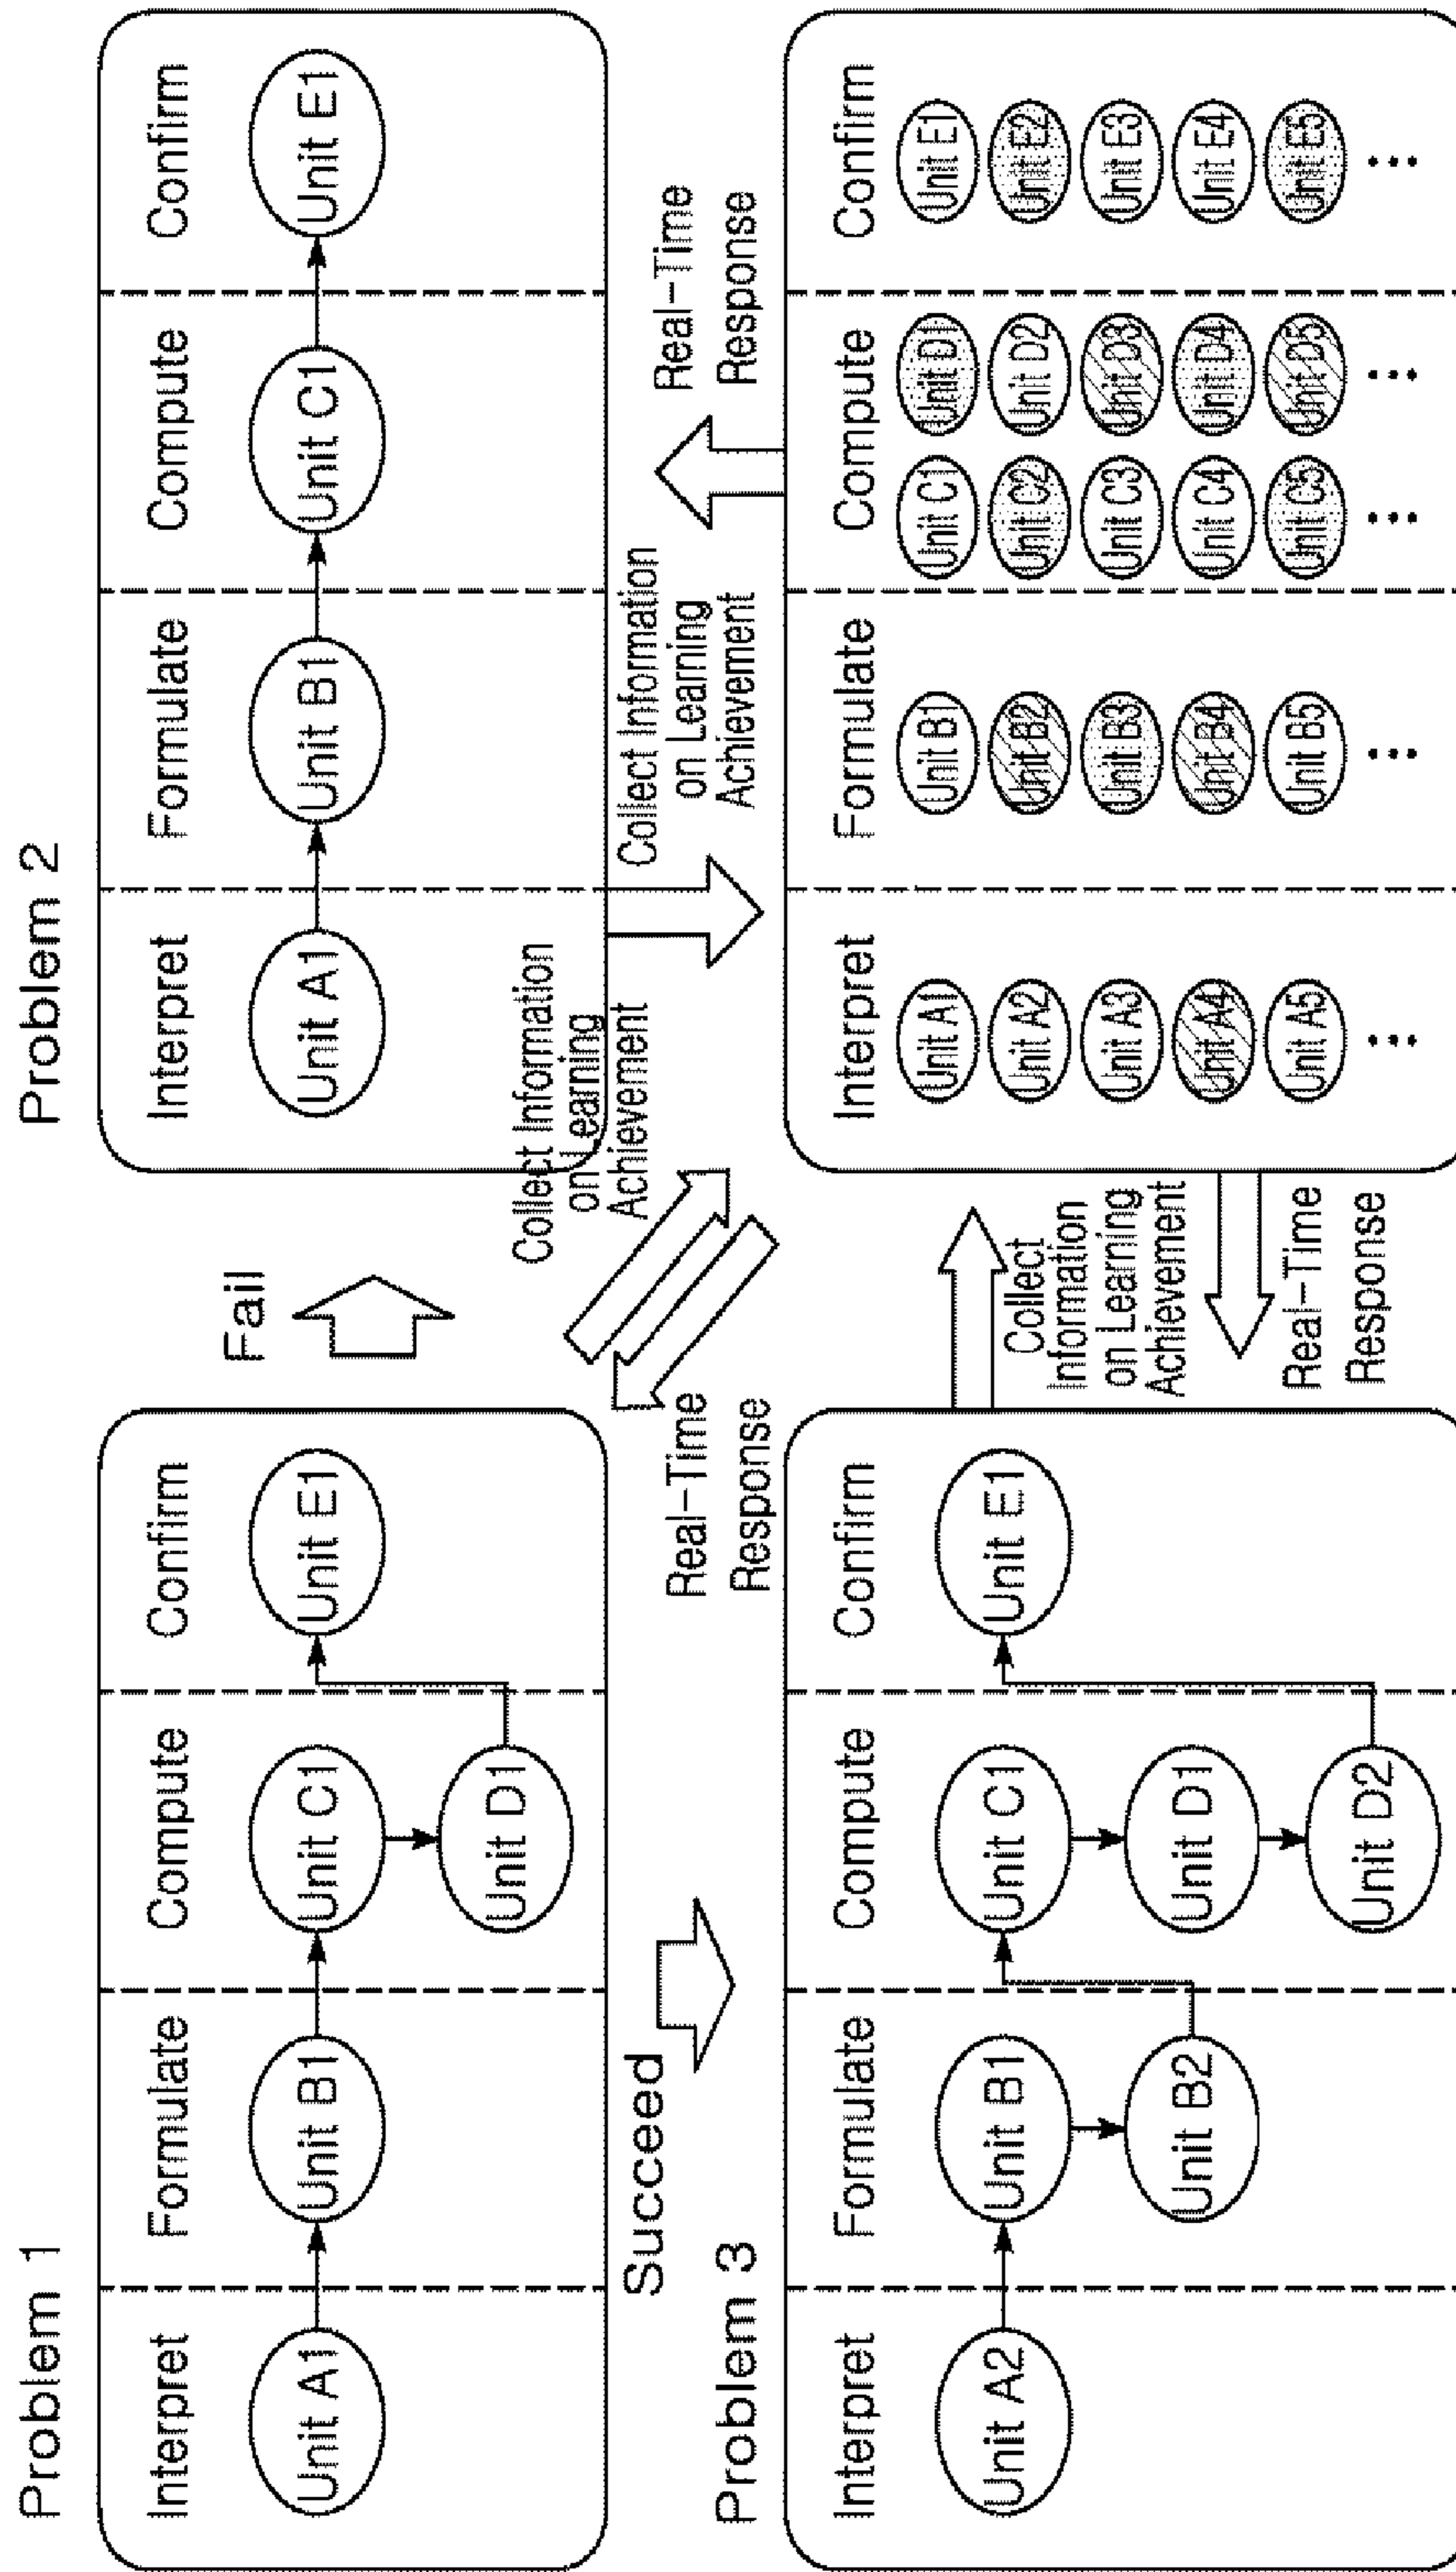 Problem 1
Interpret
Formulate
Compute
Confirm
Unit A1
Unit B1
Unit C1
Unit E1
Unit D1
Fail
Problem 2
Interpret
Formulate
Compute
Confirm
Unit A1
Unit B1
Unit C1
Unit E1
Succeed
Collect Information
on Learning
Achievement
Real-Time
Response
Collect Information
on Learning
Achievement
Real-Time
Response
Problem 3
Interpret
Formulate
Compute
Confirm
Unit A2
Unit B1
Unit C1
Unit E1
Unit B2
Unit D1
Unit D2
Collect
Information
on Learning
Achievement
Real-Time
Response
Interpret
Formulate
Compute
Confirm
Unit A1
Unit B1
Unit C1
Unit D1
Unit E1
Unit A2
Unit B2
Unit C2
Unit D2
Unit E2
Unit A3
Unit B3
Unit C3
Unit D3
Unit E3
Unit A4
Unit B4
Unit C4
Unit D4
Unit E4
Unit A5
Unit B5
Unit C5
Unit D5
Unit E5